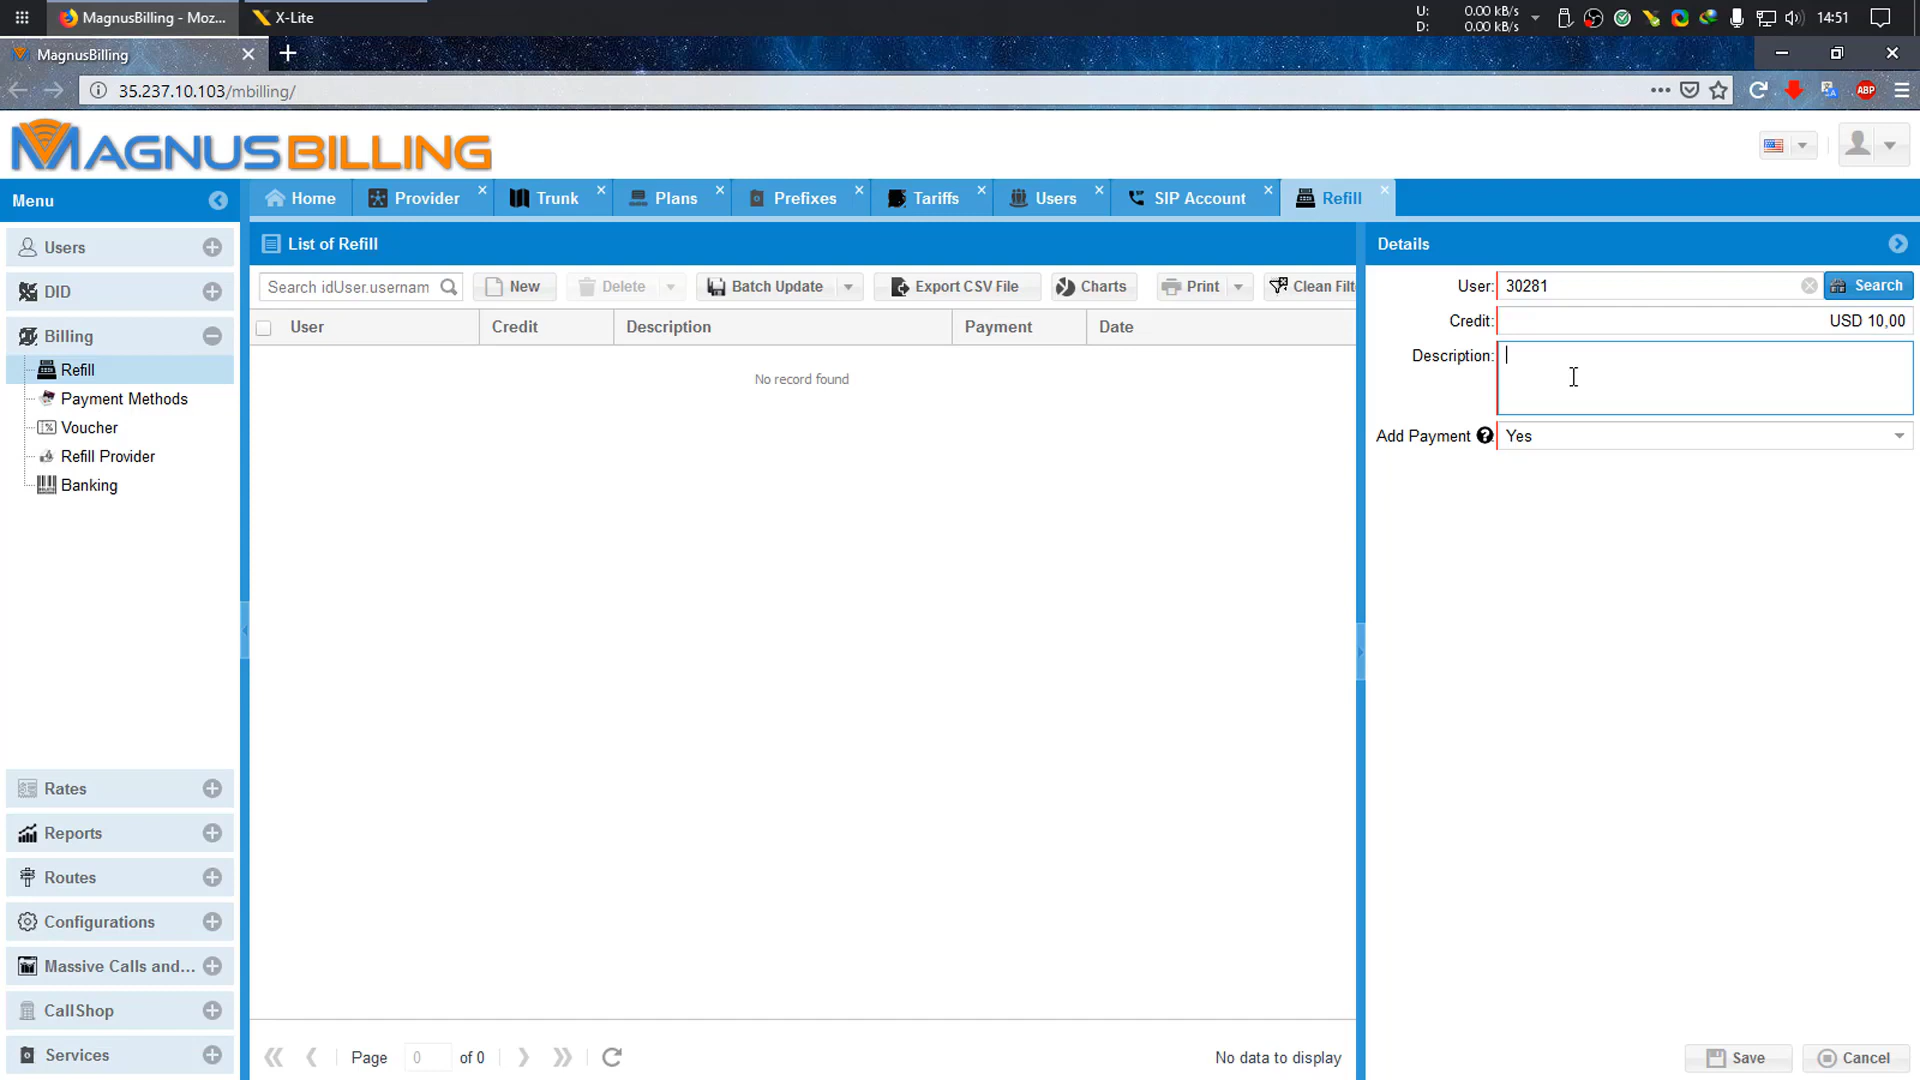 MagnusBilling - Moz...
X-Lite
U: 0.00 kB/s
D: 0.00 kB/s
14:51
MagnusBilling
35.237.10.103/mbilling/
ABP
MAGNUSBILLING
Menu
Home
Provider
Trunk
Plans
Prefixes
Tariffs
Users
SIP Account
Refill
Users
DID
Billing
Refill
Payment Methods
Voucher
Refill Provider
Banking
Rates
Reports
Routes
Configurations
Massive Calls and...
CallShop
Services
List of Refill
Search idUser.usernam
New
Delete
Batch Update
Export CSV File
Charts
Print
Clean Filte
User Credit Description Payment Date
No record found
Page 0 of 0
No data to display
Details
User: 30281
Search
Credit: USD 10,00
Description:
Add Payment Yes
Save
Cancel